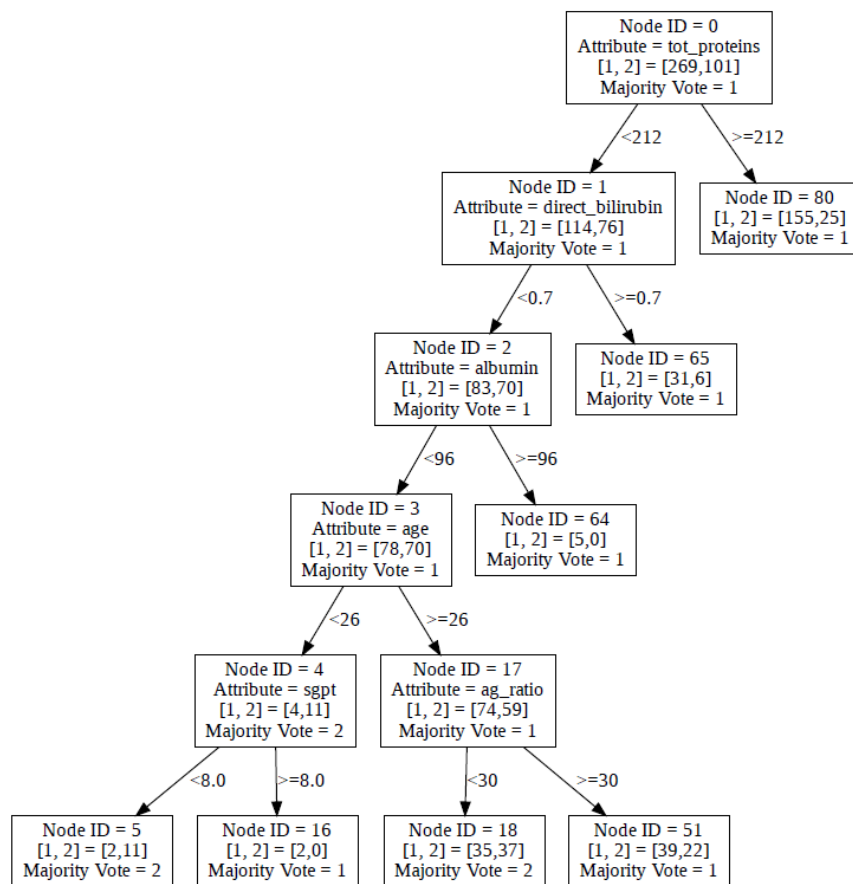 Node ID = 0
Attribute = tot_proteins
[1, 2] = [269,101]
Majority Vote = 1
<212
>=212
Node ID = 1
Attribute = direct_bilirubin
[1, 2] = [114,76]
Majority Vote = 1
Node ID = 80
[1, 2] = [155,25]
Majority Vote = 1
<0.7
>=0.7
Node ID = 2
Attribute = albumin
[1, 2] = [83,70]
Majority Vote = 1
Node ID = 65
[1, 2] = [31,6]
Majority Vote = 1
<96
>=96
Node ID = 3
Attribute = age
[1, 2] = [78,70]
Majority Vote = 1
Node ID = 64
[1, 2] = [5,0]
Majority Vote = 1
<26
>=26
Node ID = 4
Attribute = sgpt
[1, 2] = [4,11]
Majority Vote = 2
Node ID = 17
Attribute = ag_ratio
[1, 2] = [74,59]
Majority Vote = 1
<8.0
>=8.0
<30
>=30
Node ID = 5
[1, 2] = [2,11]
Majority Vote = 2
Node ID = 16
[1, 2] = [2,0]
Majority Vote = 1
Node ID = 18
[1, 2] = [35,37]
Majority Vote = 2
Node ID = 51
[1, 2] = [39,22]
Majority Vote = 1